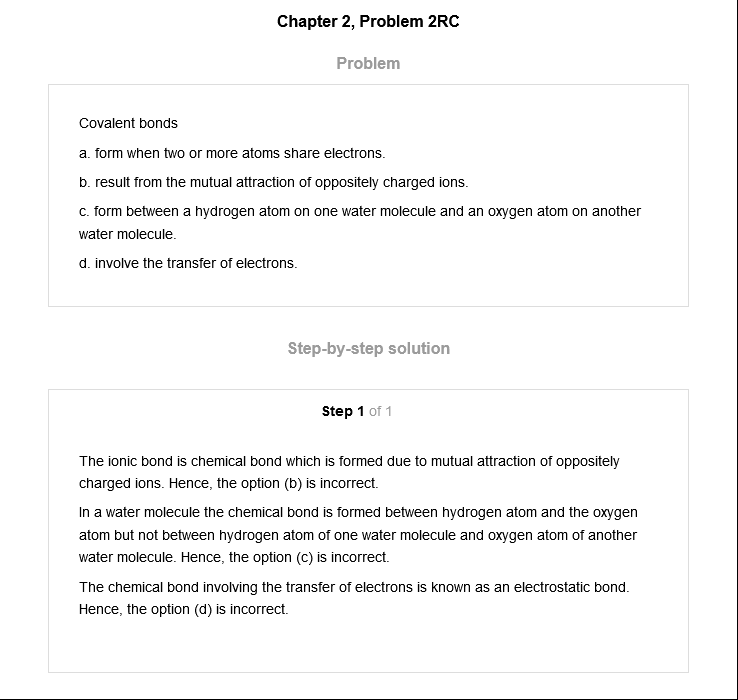 Chapter 2, Problem 2RC
Problem
Covalent bonds
a. form when two or more atoms share electrons.
b. result from the mutual attraction of oppositely charged ions.
c. form between a hydrogen atom on one water molecule and an oxygen atom on another
water molecule.
d. involve the transfer of electrons.
Step-by-step solution
Step 1 of 1
The ionic bond is chemical bond which is formed due to mutual attraction of oppositely
charged ions. Hence, the option (b) is incorrect.
In a water molecule the chemical bond is formed between hydrogen atom and the oxygen
atom but not between hydrogen atom of one water molecule and oxygen atom of another
water molecule. Hence, the option (c) is incorrect.
The chemical bond involving the transfer of electrons is known as an electrostatic bond.
Hence, the option (d) is incorrect.